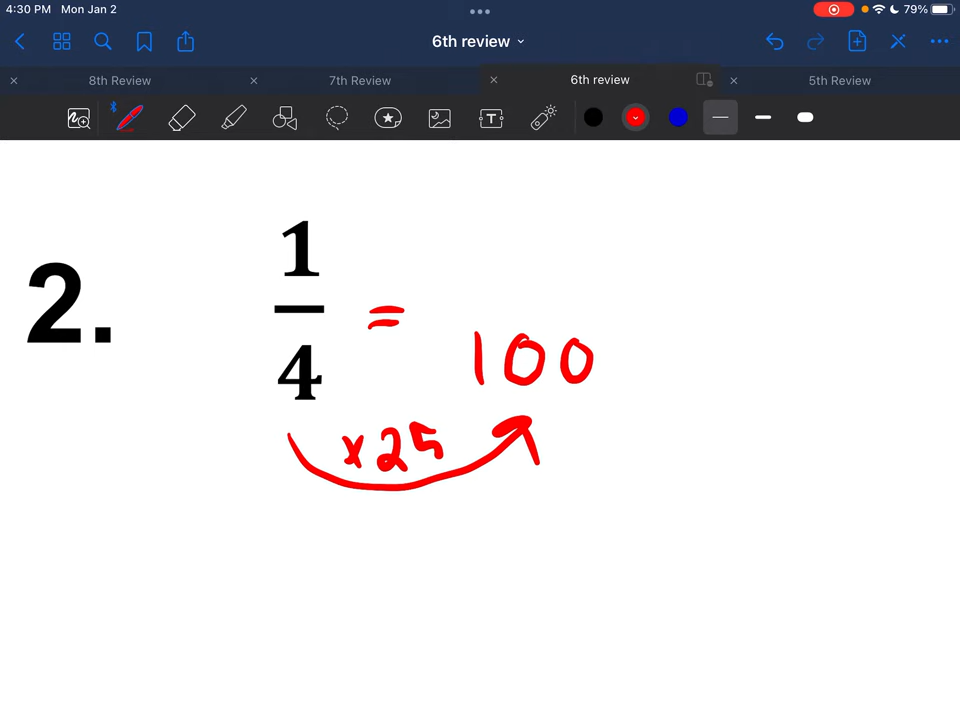 4:30 PM Mon Jan 2 79%
6th review
8th Review 7th Review 6th review 5th Review
T
2. 1
=
4 100
x25